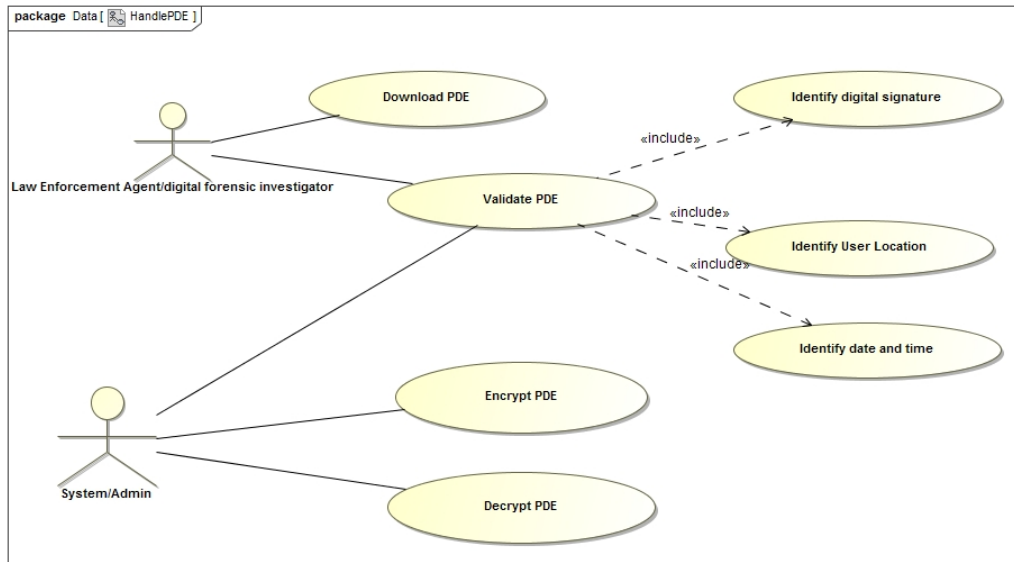 package Data [ HandlePDE ]
Download PDE
Identify digital signature
«include»
Law Enforcement Agent/digital forensic investigator
Validate PDE
«include»
Identify User Location
«include»
Identify date and time
Encrypt PDE
System/Admin
Decrypt PDE